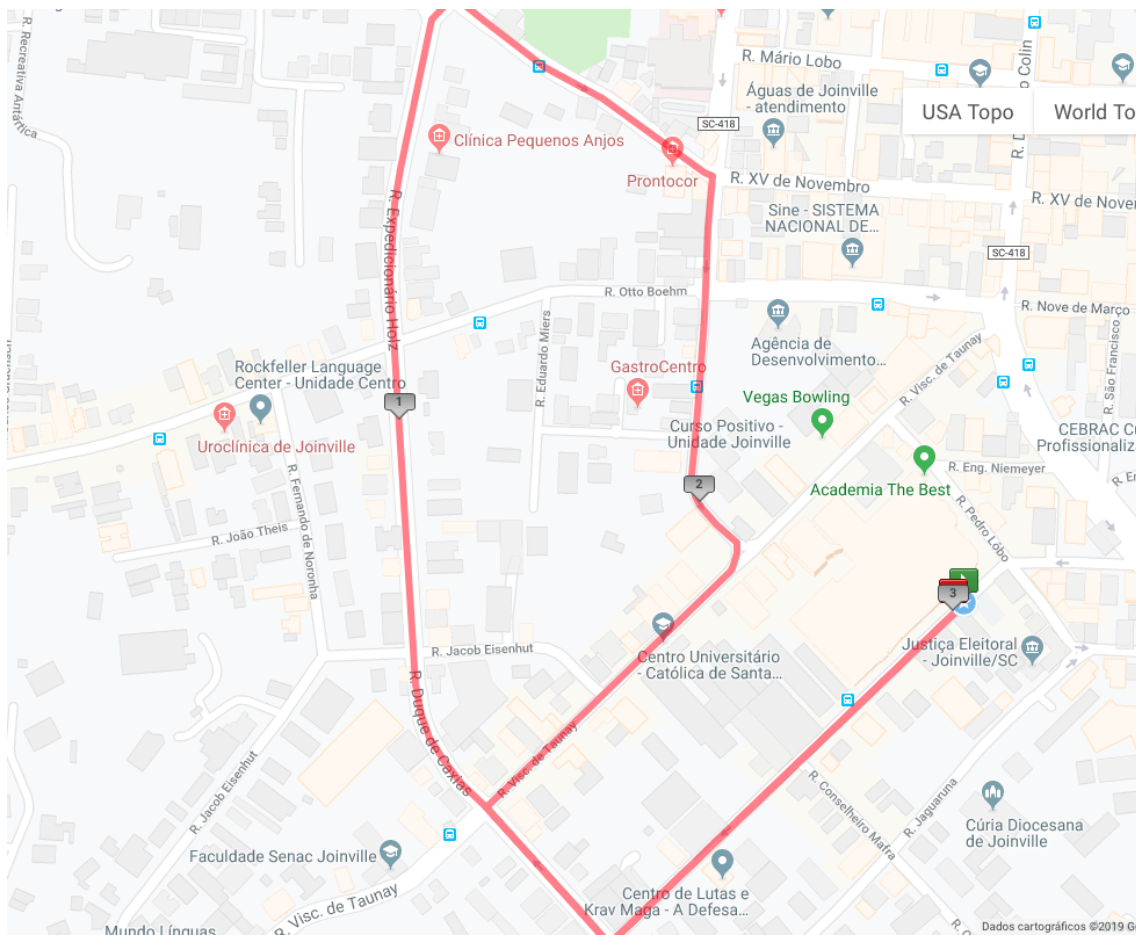 R. Recreativa Antártica
R. Mário Lobo
Águas de Joinville
- atendimento
USA Topo
World To
SC-418
Clínica Pequenos Anjos
Prontocor
R. XV de Novembro
R. XV de Nove
Sine - SISTEMA
NACIONAL DE...
SC-418
R. Expedicionário Holz
R. Otto Boehm
R. Nove de Março
Agência de
Desenvolvimento...
R. Visc. de Taunay
R. São Francisco
Rockfeller Language
Center - Unidade Centro
R. Eduardo Miers
GastroCentro
Vegas Bowling
1
Uroclínica de Joinville
Curso Positivo -
Unidade Joinville
CEBRAC C
Profissionaliz
R. Eng. Niemeyer
Academia The Best
2
R. Fernando de Noronha
R. João Theis
R. Pedro Lôbo
3
R. Jacob Eisenhut
Centro Universitário
- Católica de Santa...
Justiça Eleitoral
- Joinville/SC
R. Duque de Caxias
R. Visc. de Taunay
R. Jacob Eisenhut
R. Conselheiro Mafra
R. Jaguaruna
Cúria Diocesana
de Joinville
Faculdade Senac Joinville
Centro de Lutas e
Krav Maga - A Defesa...
R. Visc. de Taunay
Mundo Línguas
Dados cartográficos ©2019 G